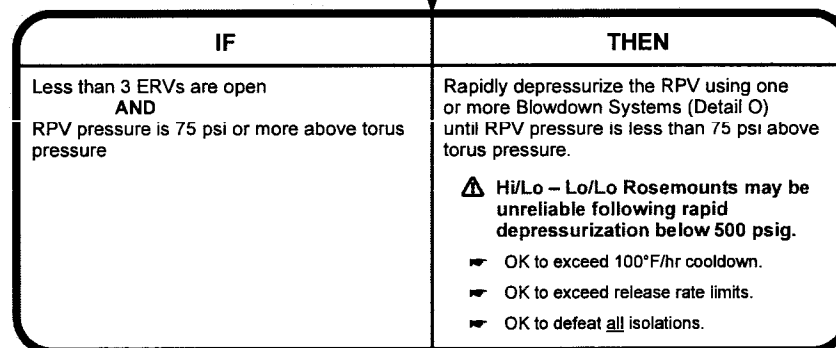 IF
THEN
Less than 3 ERVs are open
AND
RPV pressure is 75 psi or more above torus
pressure
Rapidly depressurize the RPV using one
or more Blowdown Systems (Detail O)
until RPV pressure is less than 75 psi above
torus pressure.
⚠ Hi/Lo – Lo/Lo Rosemounts may be
unreliable following rapid
depressurization below 500 psig.
☛ OK to exceed 100°F/hr cooldown.
☛ OK to exceed release rate limits.
☛ OK to defeat all isolations.